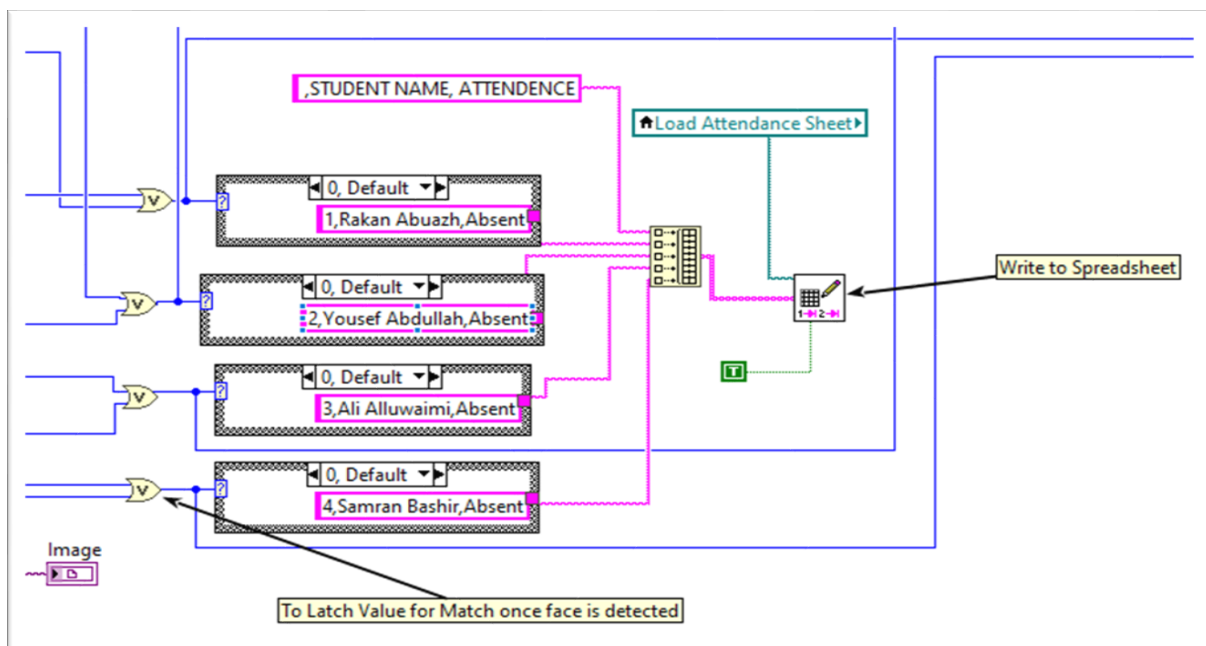 ,STUDENT NAME, ATTENDENCE
Load Attendance Sheet
0, Default
1,Rakan Abuazh,Absent
Write to Spreadsheet
0, Default
2,Yousef Abdullah,Absent
1 2
T
0, Default
3,Ali Alluwaimi,Absent
0, Default
4,Samran Bashir,Absent
Image
To Latch Value for Match once face is detected
V
V
V
V
?
?
?
?